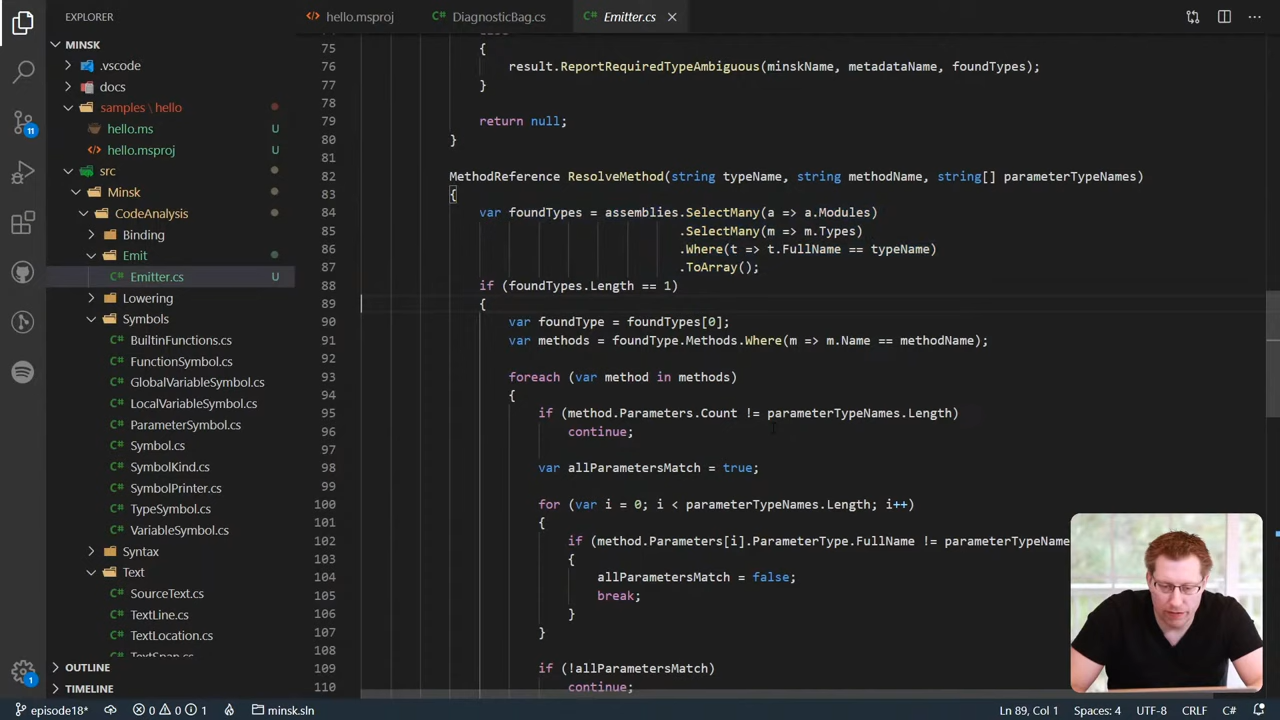 EXPLORER
hello.msproj
DiagnosticBag.cs
Emitter.cs
MINSK
.vscode
docs
samples \ hello
hello.ms U
hello.msproj U
src
Minsk
CodeAnalysis
Binding
Emit
Emitter.cs U
Lowering
Symbols
BuiltinFunctions.cs
FunctionSymbol.cs
GlobalVariableSymbol.cs
LocalVariableSymbol.cs
ParameterSymbol.cs
Symbol.cs
SymbolKind.cs
SymbolPrinter.cs
TypeSymbol.cs
VariableSymbol.cs
Syntax
Text
SourceText.cs
TextLine.cs
TextLocation.cs
TextSpan.cs
OUTLINE
TIMELINE
11
1
75 {
76 result.ReportRequiredTypeAmbiguous(minskName, metadataName, foundTypes);
77 }
78
79 return null;
80 }
81
82 MethodReference ResolveMethod(string typeName, string methodName, string[] parameterTypeNames)
83 {
84 var foundTypes = assemblies.SelectMany(a => a.Modules)
85 .SelectMany(m => m.Types)
86 .Where(t => t.FullName == typeName)
87 .ToArray();
88 if (foundTypes.Length == 1)
89 {
90 var foundType = foundTypes[0];
91 var methods = foundType.Methods.Where(m => m.Name == methodName);
92
93 foreach (var method in methods)
94 {
95 if (method.Parameters.Count != parameterTypeNames.Length)
96 continue;
97
98 var allParametersMatch = true;
99
100 for (var i = 0; i < parameterTypeNames.Length; i++)
101 {
102 if (method.Parameters[i].ParameterType.FullName != parameterTypeName
103 {
104 allParametersMatch = false;
105 break;
106 }
107 }
108
109 if (!allParametersMatch)
110 continue;
episode18* 0 0 1 minsk.sln
Ln 89, Col 1 Spaces: 4 UTF-8 CRLF C#